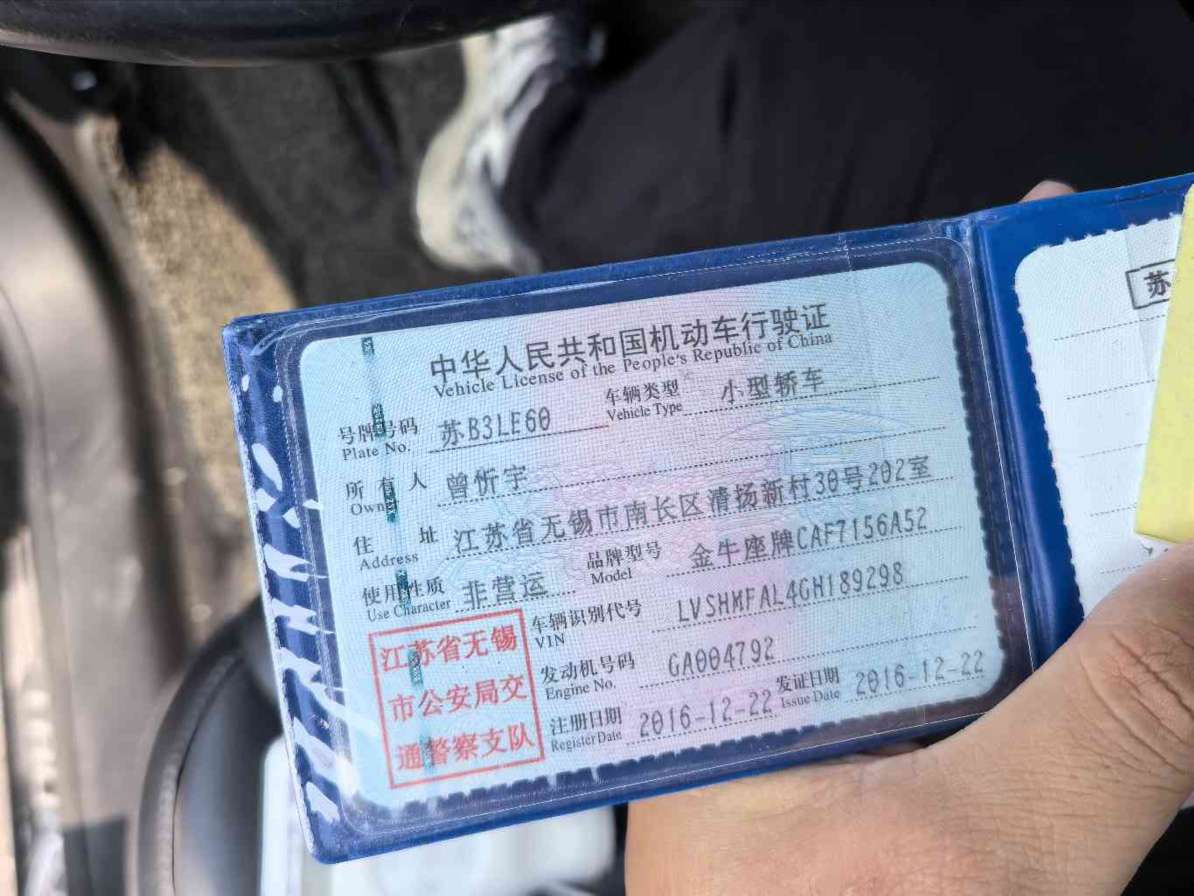 中华人民共和国机动车行驶证
Vehicle License of the People's Republic of China
号牌号码 苏B3LE60 车辆类型 小型轿车
Plate No. Vehicle Type
所有人 曾忻宇
Owner
住址 江苏省无锡市南长区清扬新村30号202室
Address
使用性质 非营运 品牌型号 金牛座牌CAF7156A52
Use Character Model
车辆识别代号 LVSHMFAL4GH189298
VIN
发动机号码 GA004792
Engine No.
注册日期 2016-12-22 发证日期 2016-12-22
Register Date Issue Date
江苏省无锡
市公安局交
通警察支队
苏